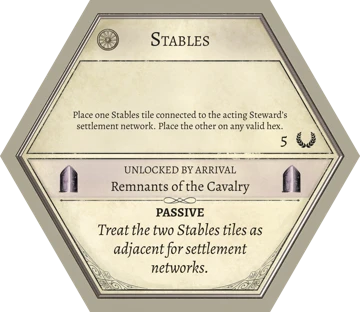 Stables
Place one Stables tile connected to the acting Steward's
settlement network. Place the other on any valid hex.
5
UNLOCKED BY ARRIVAL
Remnants of the Cavalry
PASSIVE
Treat the two Stables tiles as
adjacent for settlement
networks.